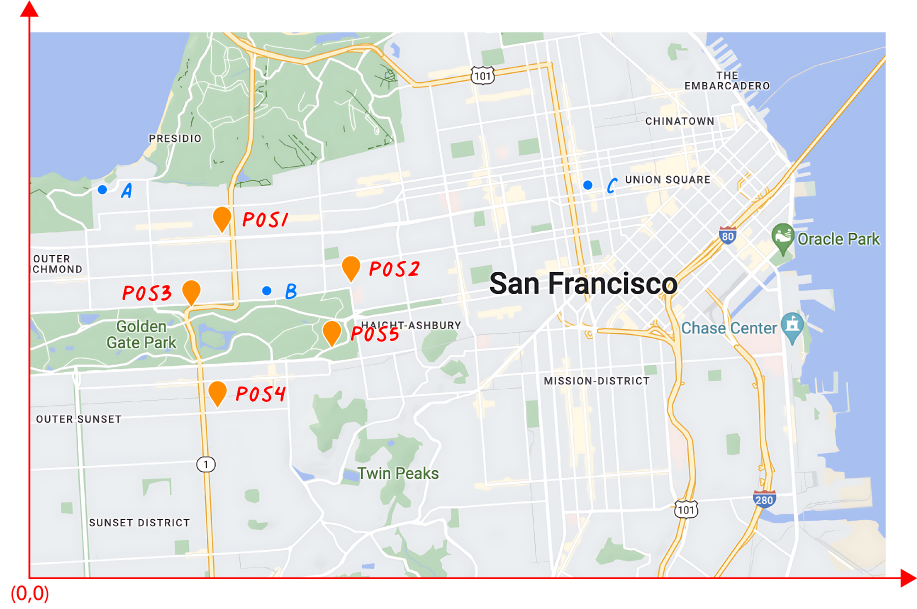 101
THE
EMBARCADERO
CHINATOWN
PRESIDIO
A
C
UNION SQUARE
POS1
80
Oracle Park
OUTER
CHMOND
POS2
San Francisco
POS3
B
Golden
Gate Park
HAIGHT-ASHBURY
POS5
Chase Center
MISSION-DISTRICT
POS4
OUTER SUNSET
1
Twin Peaks
280
101
SUNSET DISTRICT
(0,0)